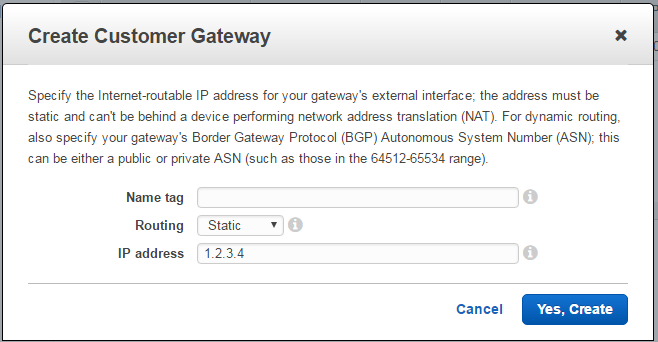 Create Customer Gateway
Specify the Internet-routable IP address for your gateway's external interface; the address must be
static and can't be behind a device performing network address translation (NAT). For dynamic routing,
also specify your gateway's Border Gateway Protocol (BGP) Autonomous System Number (ASN); this
can be either a public or private ASN (such as those in the 64512-65534 range).
Name tag
Routing Static
IP address 1.2.3.4
Cancel Yes, Create